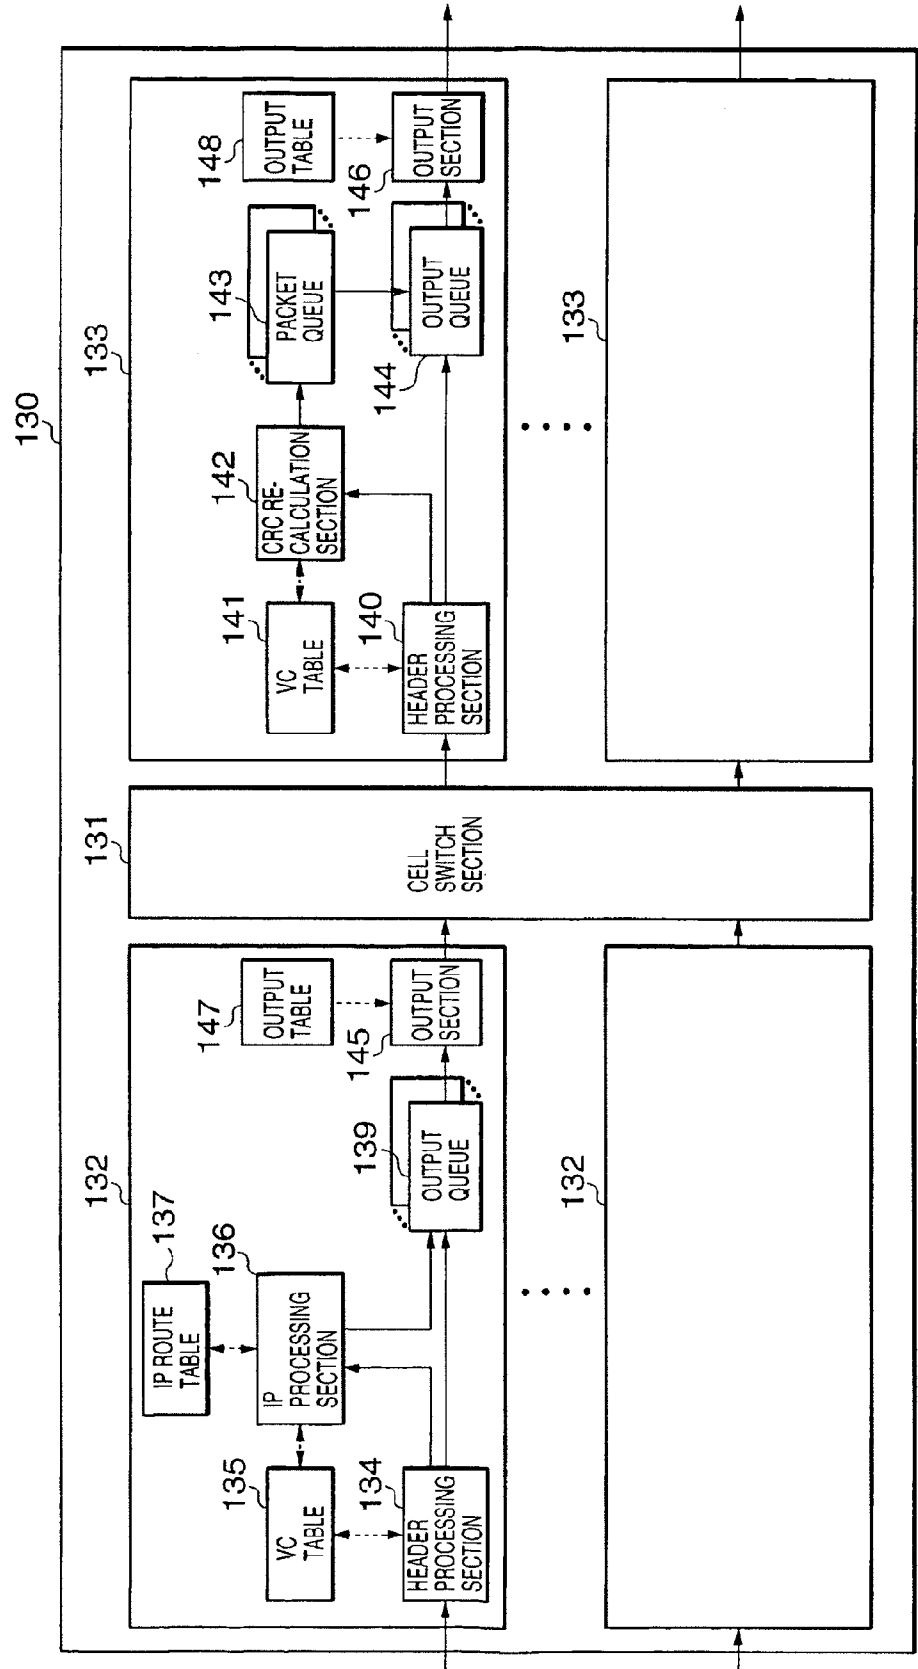 130
132
IP ROUTE
TABLE
137
VC
TABLE
135
IP
PROCESSING
SECTION
136
HEADER
PROCESSING
SECTION
134
OUTPUT
QUEUE
139
OUTPUT
TABLE
147
OUTPUT
SECTION
145
132
131
CELL
SWITCH
SECTION
133
VC
TABLE
141
HEADER
PROCESSING
SECTION
140
CRC RE-
CALCULATION
SECTION
142
PACKET
QUEUE
143
OUTPUT
QUEUE
144
OUTPUT
TABLE
148
OUTPUT
SECTION
146
133